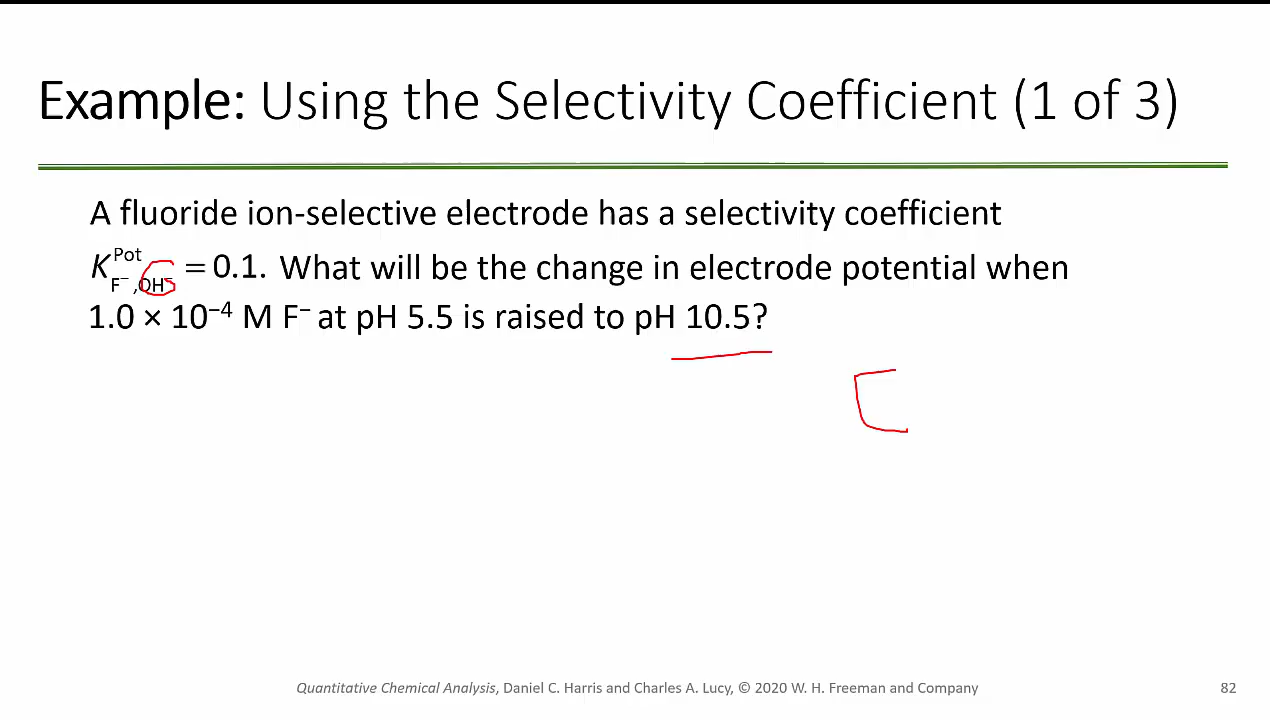 Example: Using the Selectivity Coefficient (1 of 3)
A fluoride ion-selective electrode has a selectivity coefficient
K^Pot_F⁻,OH⁻ = 0.1. What will be the change in electrode potential when
1.0 × 10⁻⁴ M F⁻ at pH 5.5 is raised to pH 10.5?
Quantitative Chemical Analysis, Daniel C. Harris and Charles A. Lucy, © 2020 W. H. Freeman and Company
82